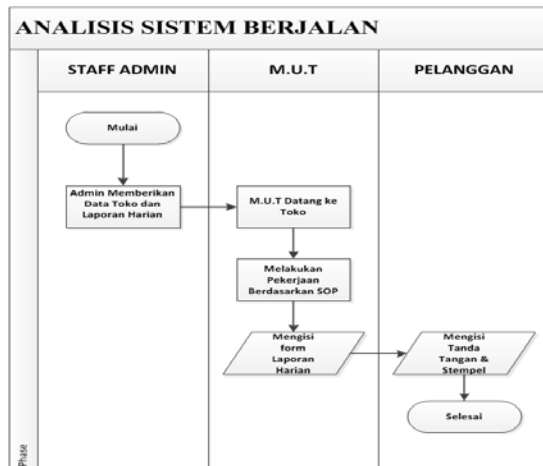 ANALISIS SISTEM BERJALAN
STAFF ADMIN
M.U.T
PELANGGAN
Mulai
Admin Memberikan
Data Toko dan
Laporan Harian
M.U.T Datang ke
Toko
Melakukan
Pekerjaan
Berdasarkan SOP
Mengisi
form
Laporan
Harian
Mengisi
Tanda
Tangan &
Stempel
Selesai
Phase